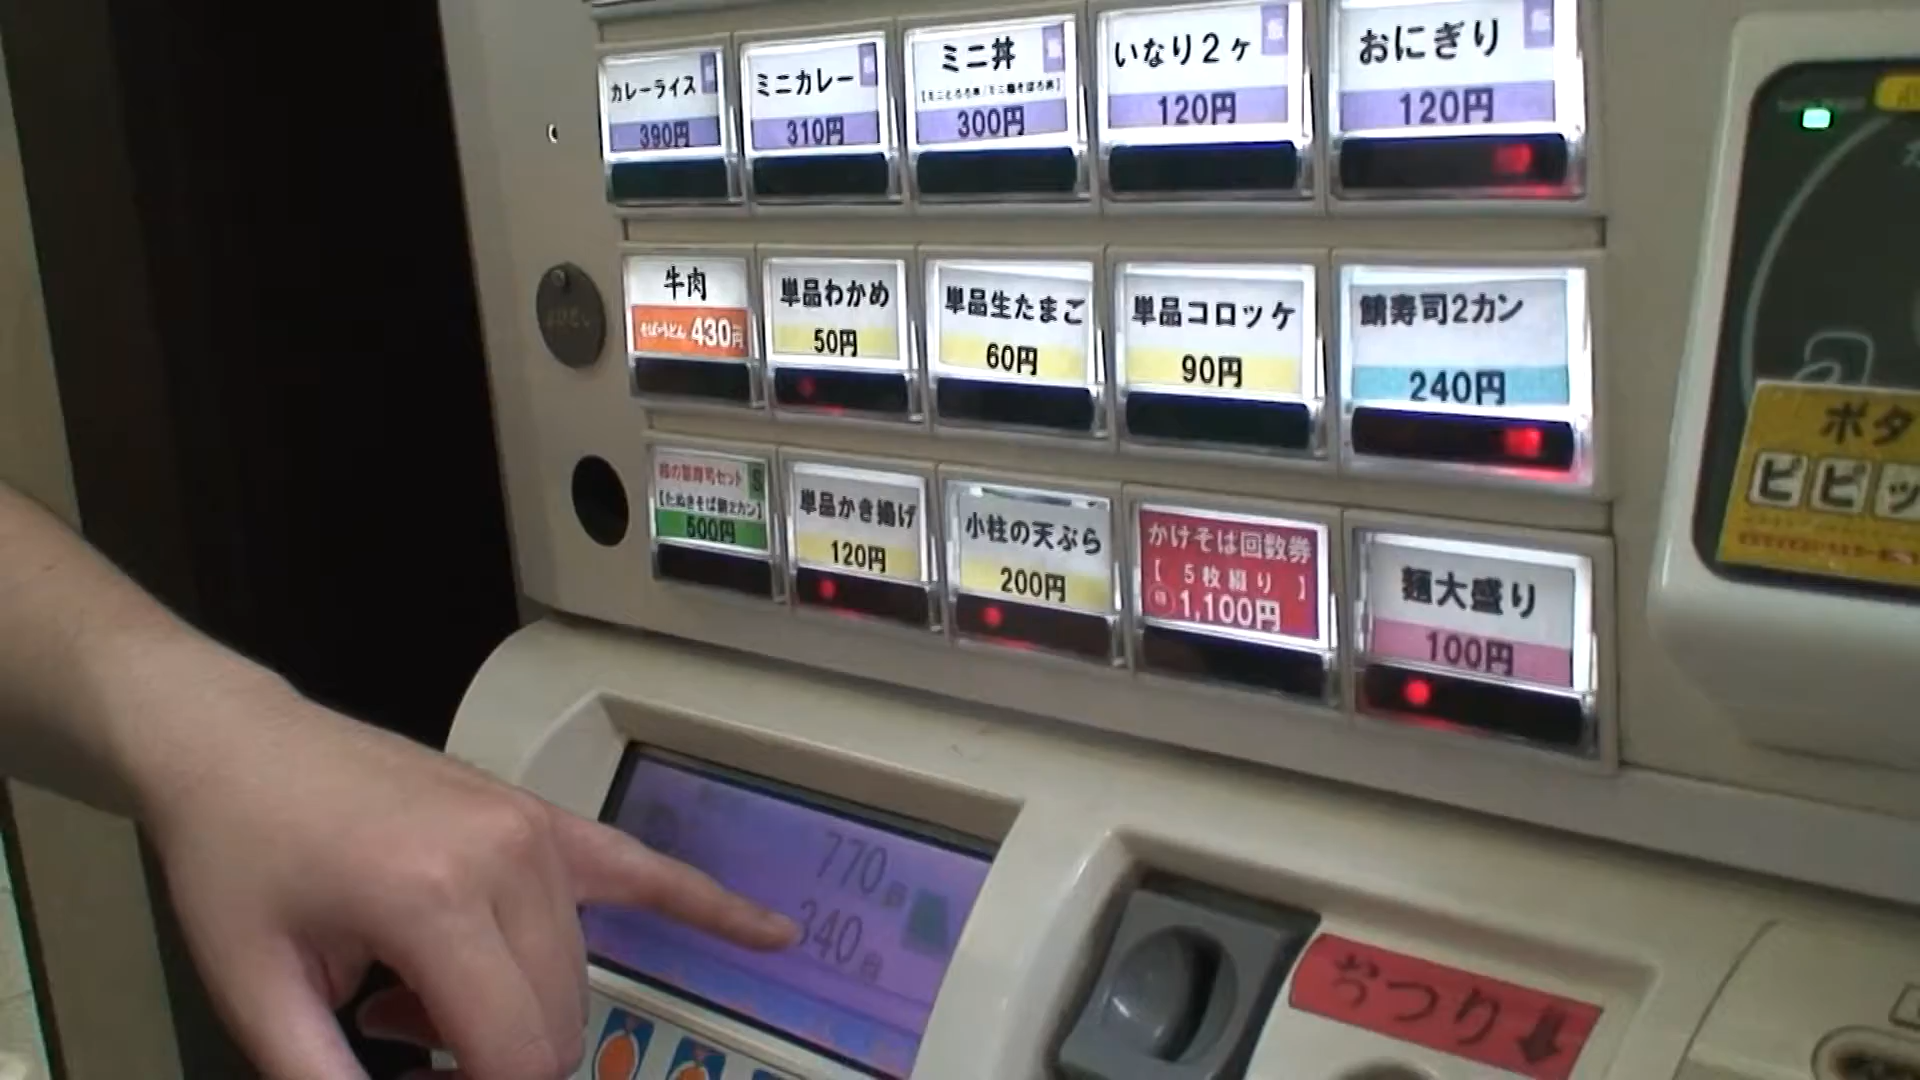 カレーライス
390円
ミニカレー
310円
ミニ丼
300円
いなり2ヶ
120円
おにぎり
120円
牛肉
そば・うどん 430円
単品わかめ
50円
単品生たまご
60円
単品コロッケ
90円
鯖寿司2カン
240円
S
500円
単品かき揚げ
120円
小柱の天ぷら
200円
かけそば回数券
【 5枚綴り 】
1,100円
麺大盛り
100円
ボタ
ピピッ
770円
340円
おつり↓